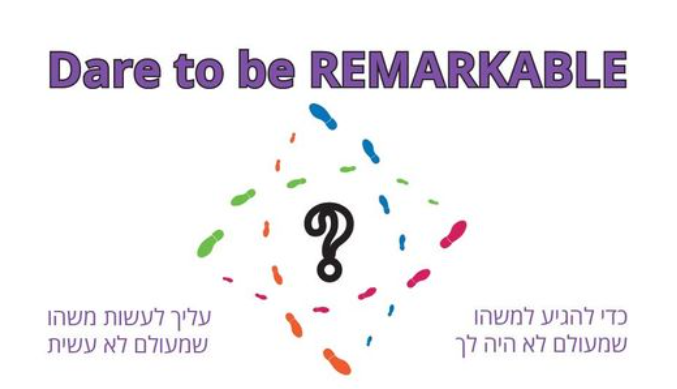 Dare to be REMARKABLE
?
כדי להגיע למשהו
שמעולם לא היה לך
עליך לעשות משהו
שמעולם לא עשית